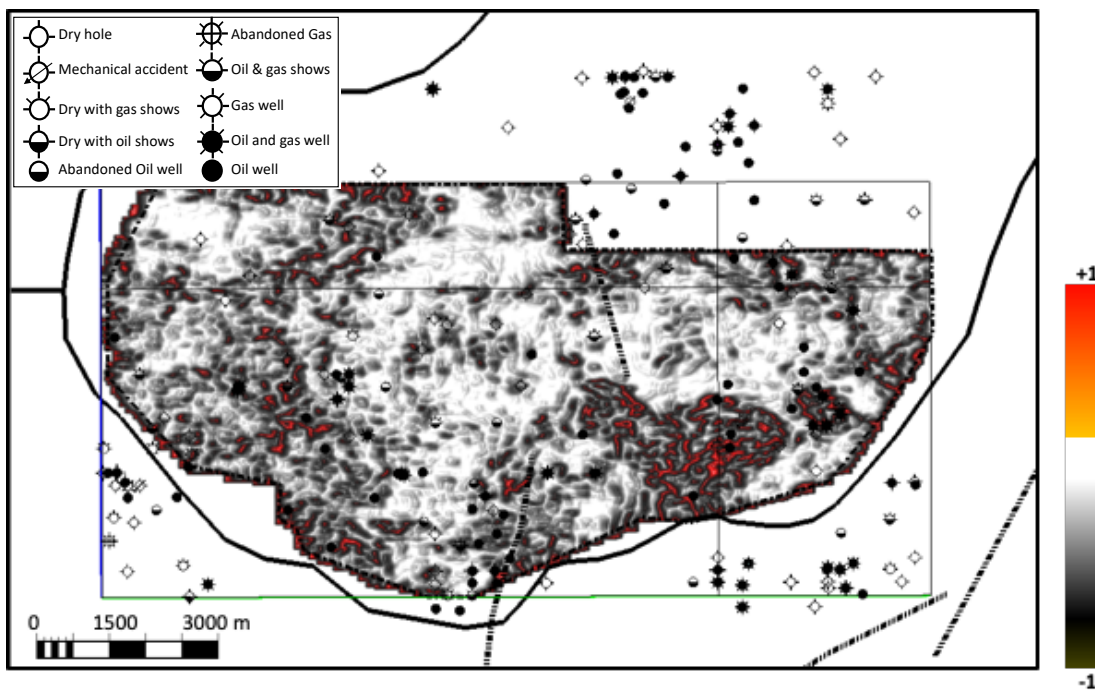 Dry hole
Abandoned Gas
Mechanical accident
Oil & gas shows
Dry with gas shows
Gas well
Dry with oil shows
Oil and gas well
Abandoned Oil well
Oil well
+1
0 1500 3000 m
-1